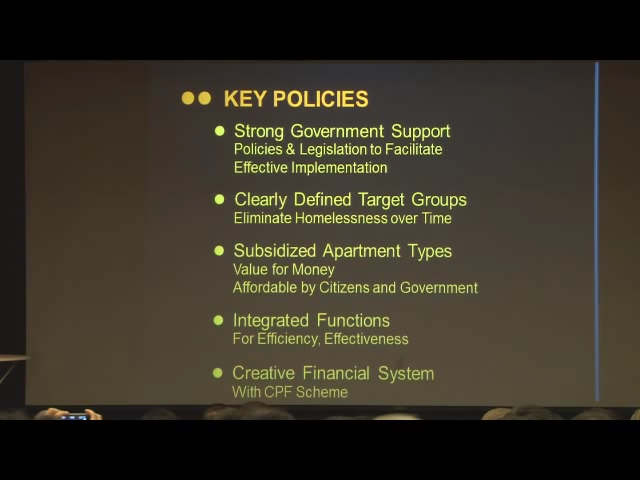 KEY POLICIES
Strong Government Support
Policies & Legislation to Facilitate
Effective Implementation
Clearly Defined Target Groups
Eliminate Homelessness over Time
Subsidized Apartment Types
Value for Money
Affordable by Citizens and Government
Integrated Functions
For Efficiency, Effectiveness
Creative Financial System
With CPF Scheme